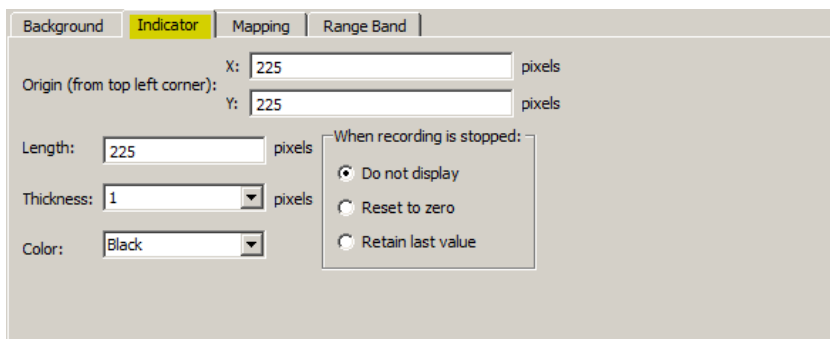 Background Indicator Mapping Range Band
X: 225 pixels
Origin (from top left corner):
Y: 225 pixels
Length: 225 pixels
Thickness: 1 pixels
Color: Black
When recording is stopped:
Do not display
Reset to zero
Retain last value